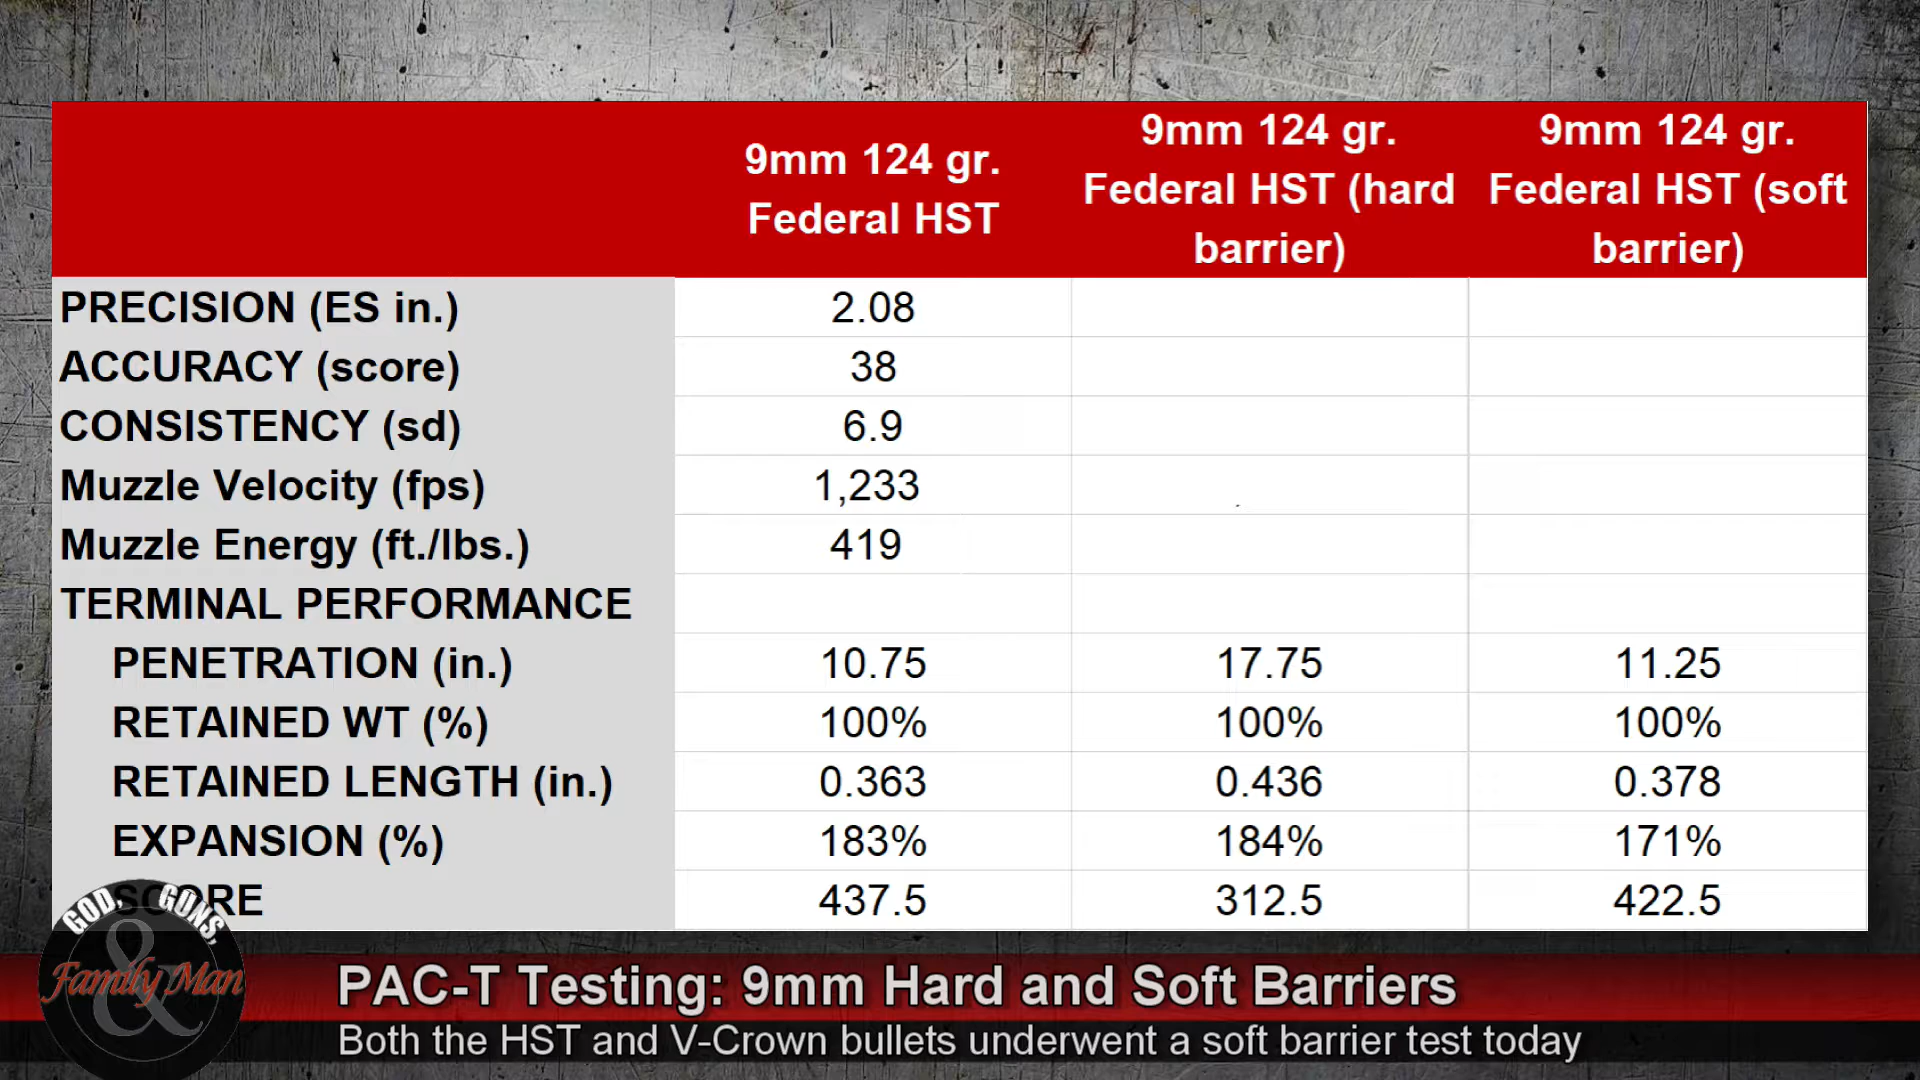 9mm 124 gr.
Federal HST
9mm 124 gr.
Federal HST (hard
barrier)
9mm 124 gr.
Federal HST (soft
barrier)
PRECISION (ES in.) 2.08
ACCURACY (score) 38
CONSISTENCY (sd) 6.9
Muzzle Velocity (fps) 1,233
Muzzle Energy (ft./lbs.) 419
TERMINAL PERFORMANCE
PENETRATION (in.) 10.75 17.75 11.25
RETAINED WT (%) 100% 100% 100%
RETAINED LENGTH (in.) 0.363 0.436 0.378
EXPANSION (%) 183% 184% 171%
SCORE 437.5 312.5 422.5
GOD, GUNS,
&
Family Man
PAC-T Testing: 9mm Hard and Soft Barriers
Both the HST and V-Crown bullets underwent a soft barrier test today